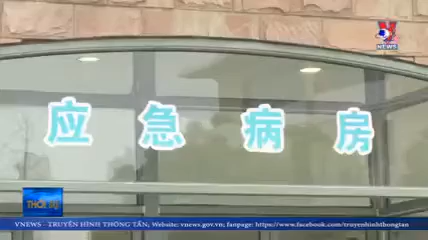 V
NEWS
应急病房
THỜI SỰ
VNEWS - TRUYỀN HÌNH THÔNG TẤN; Website: vnews.gov.vn; fanpage: https://www.facebook.com/truyenhinhthongtan